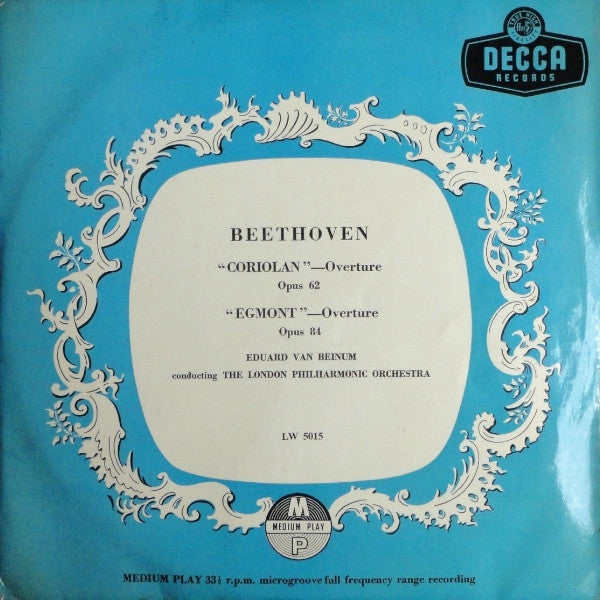 DECCA
RECORDS
BEETHOVEN
“CORIOLAN”—Overture
Opus 62
“EGMONT”—Overture
Opus 84
EDUARD VAN BEINUM
conducting THE LONDON PHILHARMONIC ORCHESTRA
LW 5015
M
MEDIUM PLAY
P
MEDIUM PLAY 33⅓ r.p.m. microgroove full frequency range recording